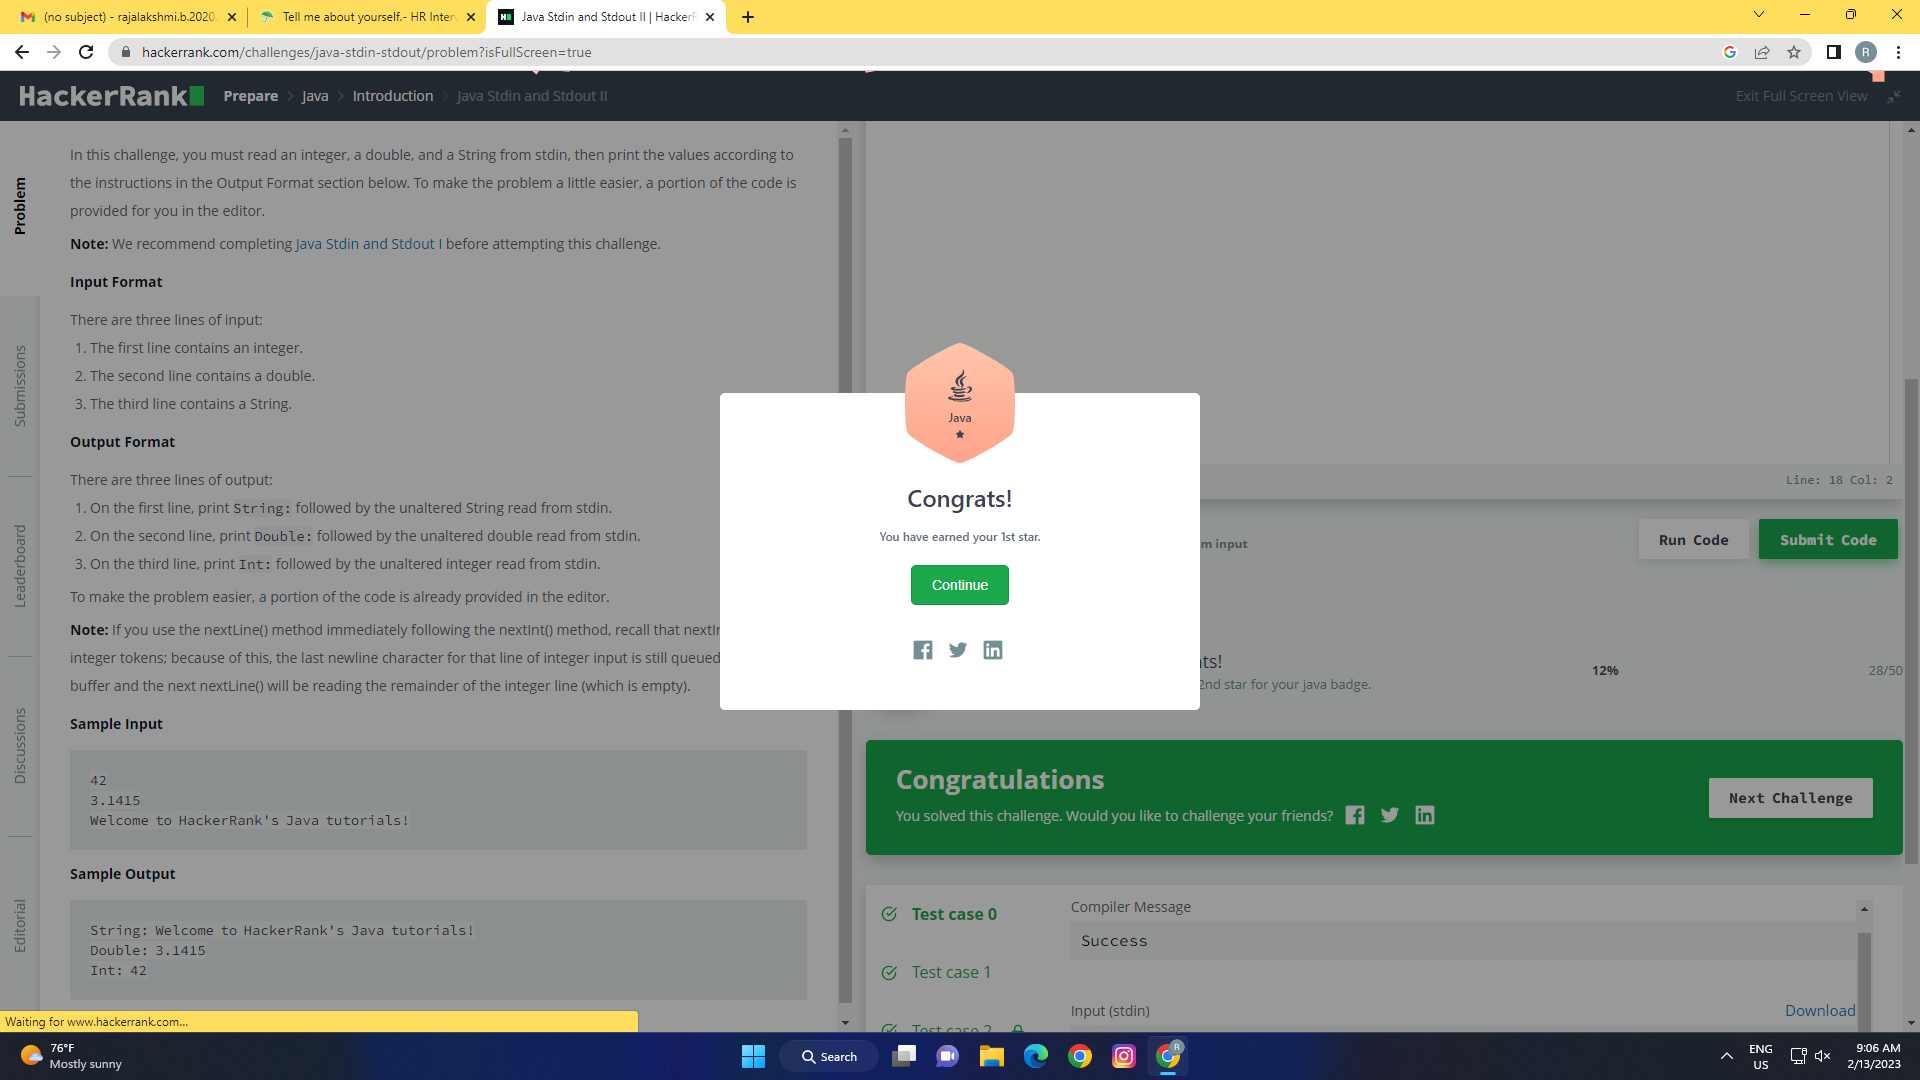 (no subject) - rajalakshmi.b.2020.
Tell me about yourself.- HR Inter
Java Stdin and Stdout II | HackerR
hackerrank.com/challenges/java-stdin-stdout/problem?isFullScreen=true
R
HackerRank
Prepare > Java > Introduction > Java Stdin and Stdout II
Exit Full Screen View
Problem
Submissions
Leaderboard
Discussions
Editorial
In this challenge, you must read an integer, a double, and a String from stdin, then print the values according to
the instructions in the Output Format section below. To make the problem a little easier, a portion of the code is
provided for you in the editor.
Note: We recommend completing Java Stdin and Stdout I before attempting this challenge.
Input Format
There are three lines of input:
1. The first line contains an integer.
2. The second line contains a double.
3. The third line contains a String.
Output Format
There are three lines of output:
1. On the first line, print String: followed by the unaltered String read from stdin.
2. On the second line, print Double: followed by the unaltered double read from stdin.
3. On the third line, print Int: followed by the unaltered integer read from stdin.
To make the problem easier, a portion of the code is already provided in the editor.
Note: If you use the nextLine() method immediately following the nextInt() method, recall that nextIn
integer tokens; because of this, the last newline character for that line of integer input is still queued
buffer and the next nextLine() will be reading the remainder of the integer line (which is empty).
Sample Input
42
3.1415
Welcome to HackerRank's Java tutorials!
Sample Output
String: Welcome to HackerRank's Java tutorials!
Double: 3.1415
Int: 42
Waiting for www.hackerrank.com...
Java
Congrats!
You have earned your 1st star.
Continue
Line: 18 Col: 2
m input
Run Code
Submit Code
ts!
2nd star for your java badge.
12%
28/50
Congratulations
You solved this challenge. Would you like to challenge your friends?
Next Challenge
Test case 0
Test case 1
Test case 2
Compiler Message
Success
Input (stdin)
Download
76°F
Mostly sunny
Search
R
ENG
US
9:06 AM
2/13/2023